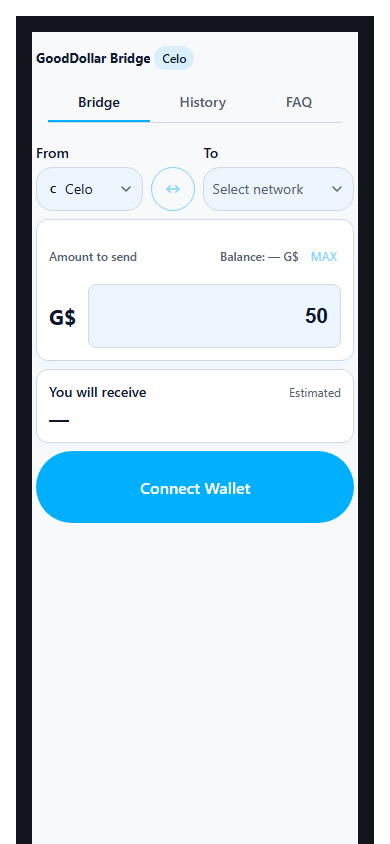 GoodDollar Bridge Celo
Bridge History FAQ
From To
C Celo Select network
Amount to send Balance: — G$ MAX
G$ 50
You will receive Estimated
—
Connect Wallet